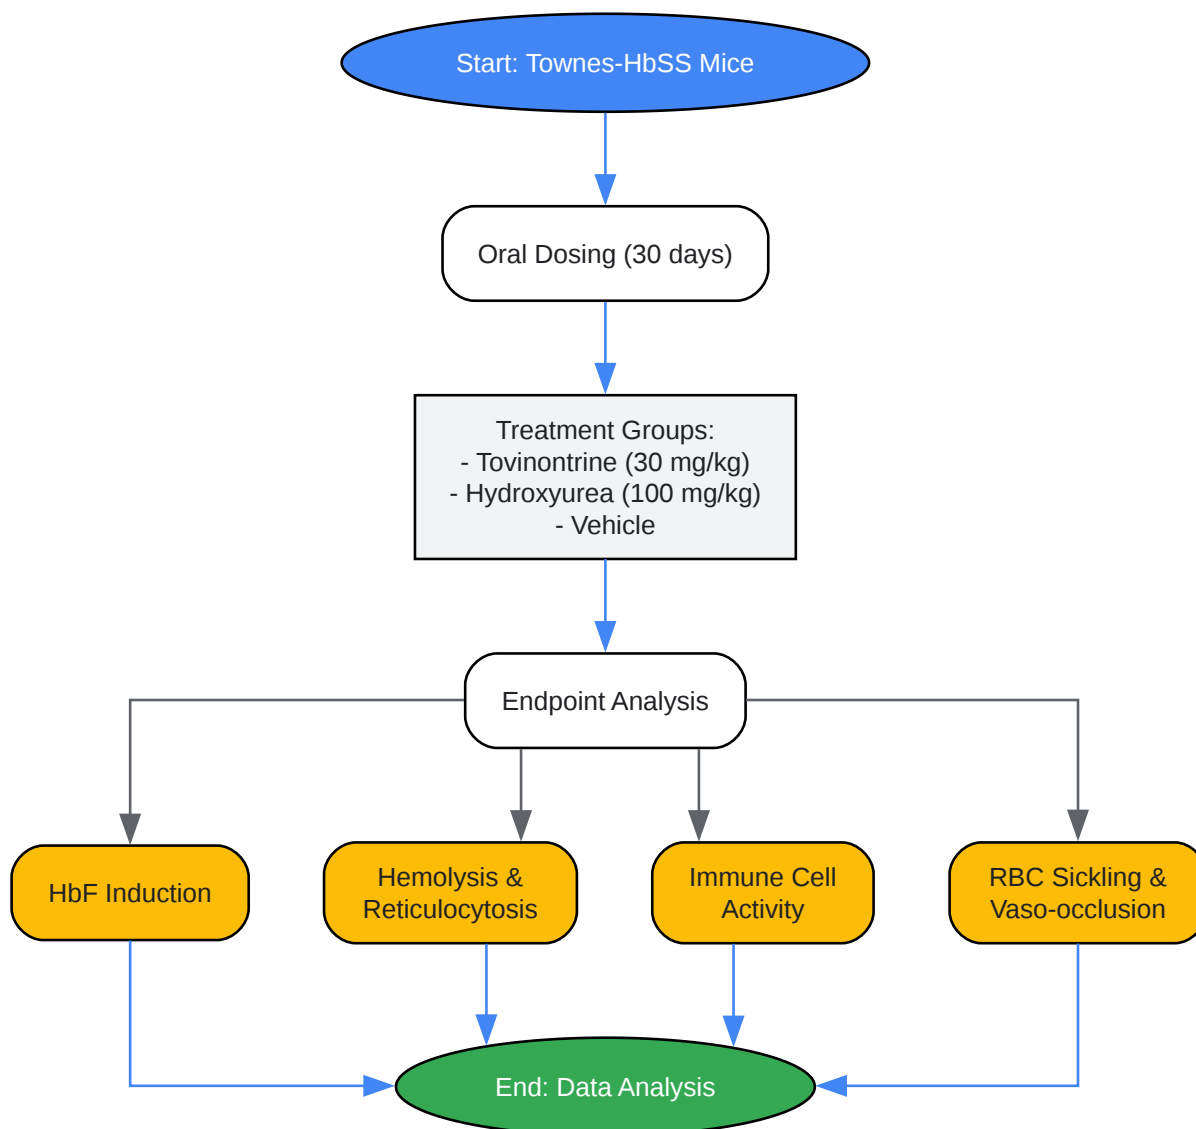 Start: Townes-HbSS Mice
Oral Dosing (30 days)
Treatment Groups:
- Tovinontrine (30 mg/kg)
- Hydroxyurea (100 mg/kg)
- Vehicle
Endpoint Analysis
HbF Induction
Hemolysis &
Reticulocytosis
Immune Cell
Activity
RBC Sickling &
Vaso-occlusion
End: Data Analysis